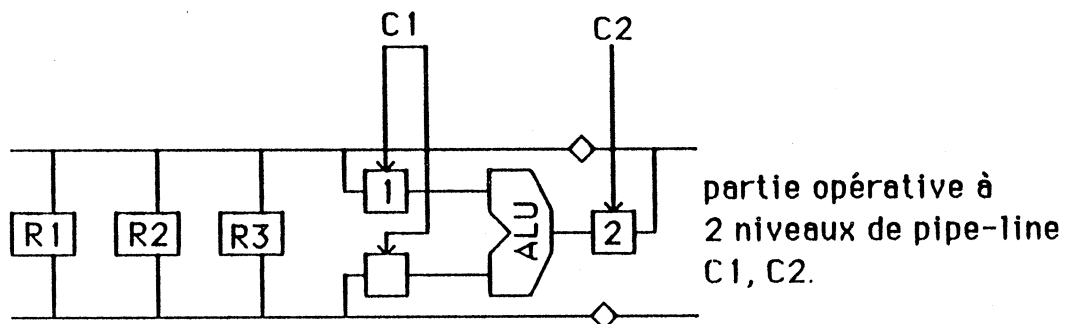 C1 C2
1
R1 R2 R3 ALU 2
partie opérative à
2 niveaux de pipe-line
C1, C2.